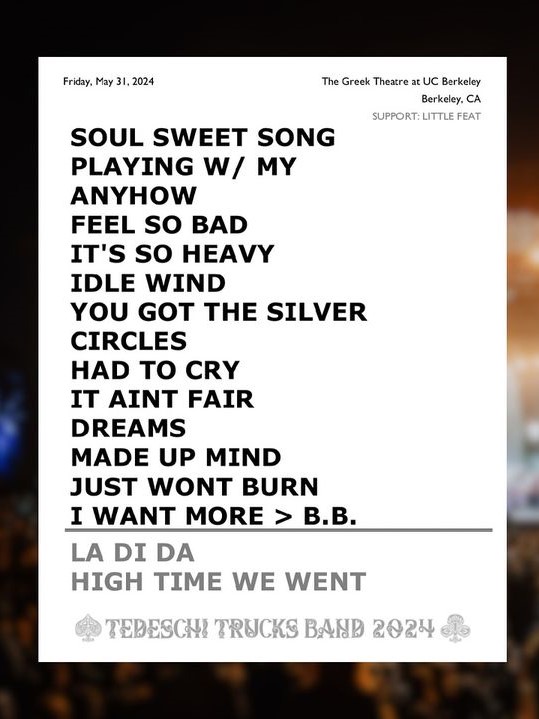 Friday, May 31, 2024
The Greek Theatre at UC Berkeley
Berkeley, CA
SUPPORT: LITTLE FEAT
SOUL SWEET SONG
PLAYING W/ MY
ANYHOW
FEEL SO BAD
IT'S SO HEAVY
IDLE WIND
YOU GOT THE SILVER
CIRCLES
HAD TO CRY
IT AINT FAIR
DREAMS
MADE UP MIND
JUST WONT BURN
I WANT MORE > B.B.
LA DI DA
HIGH TIME WE WENT
TEDESCHI TRUCKS BAND 2024